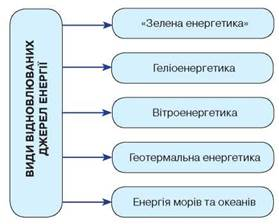 ВИДИ ВІДНОВЛЮВАНИХ
ДЖЕРЕЛ ЕНЕРГІЇ
«Зелена енергетика»
Геліоенергетика
Вітроенергетика
Геотермальна енергетика
Енергія морів та океанів